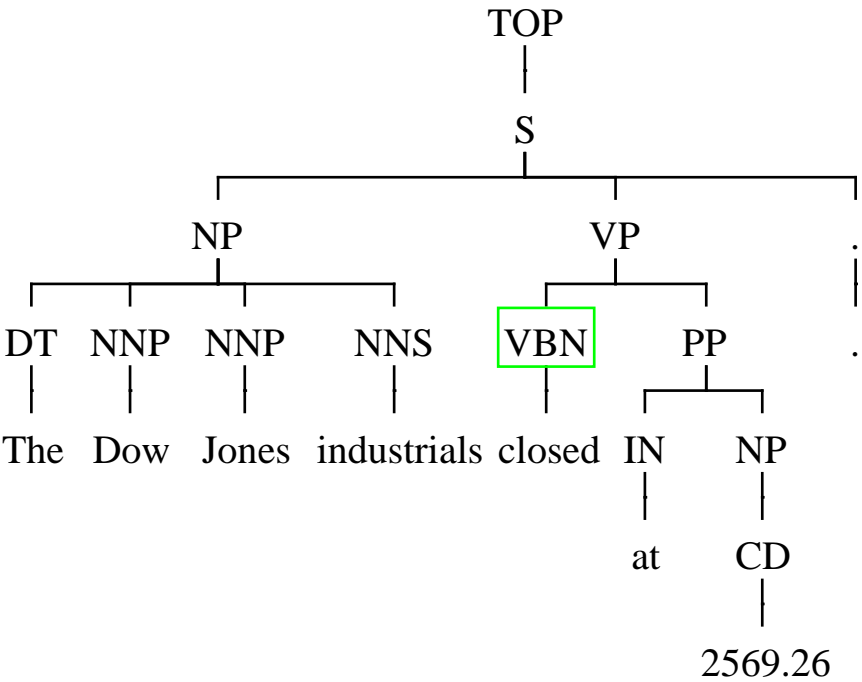 TOP
S
NP VP .
DT NNP NNP NNS VBN PP .
The Dow Jones industrials closed IN NP
at CD
2569.26